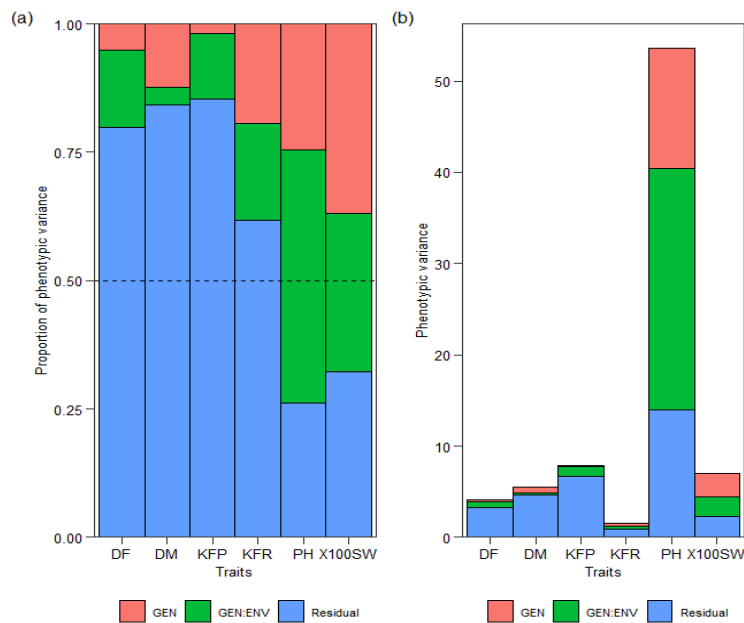 (a)
Proportion of phenotypic variance
1.00
0.75
0.50
0.25
0.00
DF DM KFP KFR PH X100SW
Traits
GEN GEN:ENV Residual
(b)
Phenotypic variance
50
40
30
20
10
0
DF DM KFP KFR PH X100SW
Traits
GEN GEN:ENV Residual